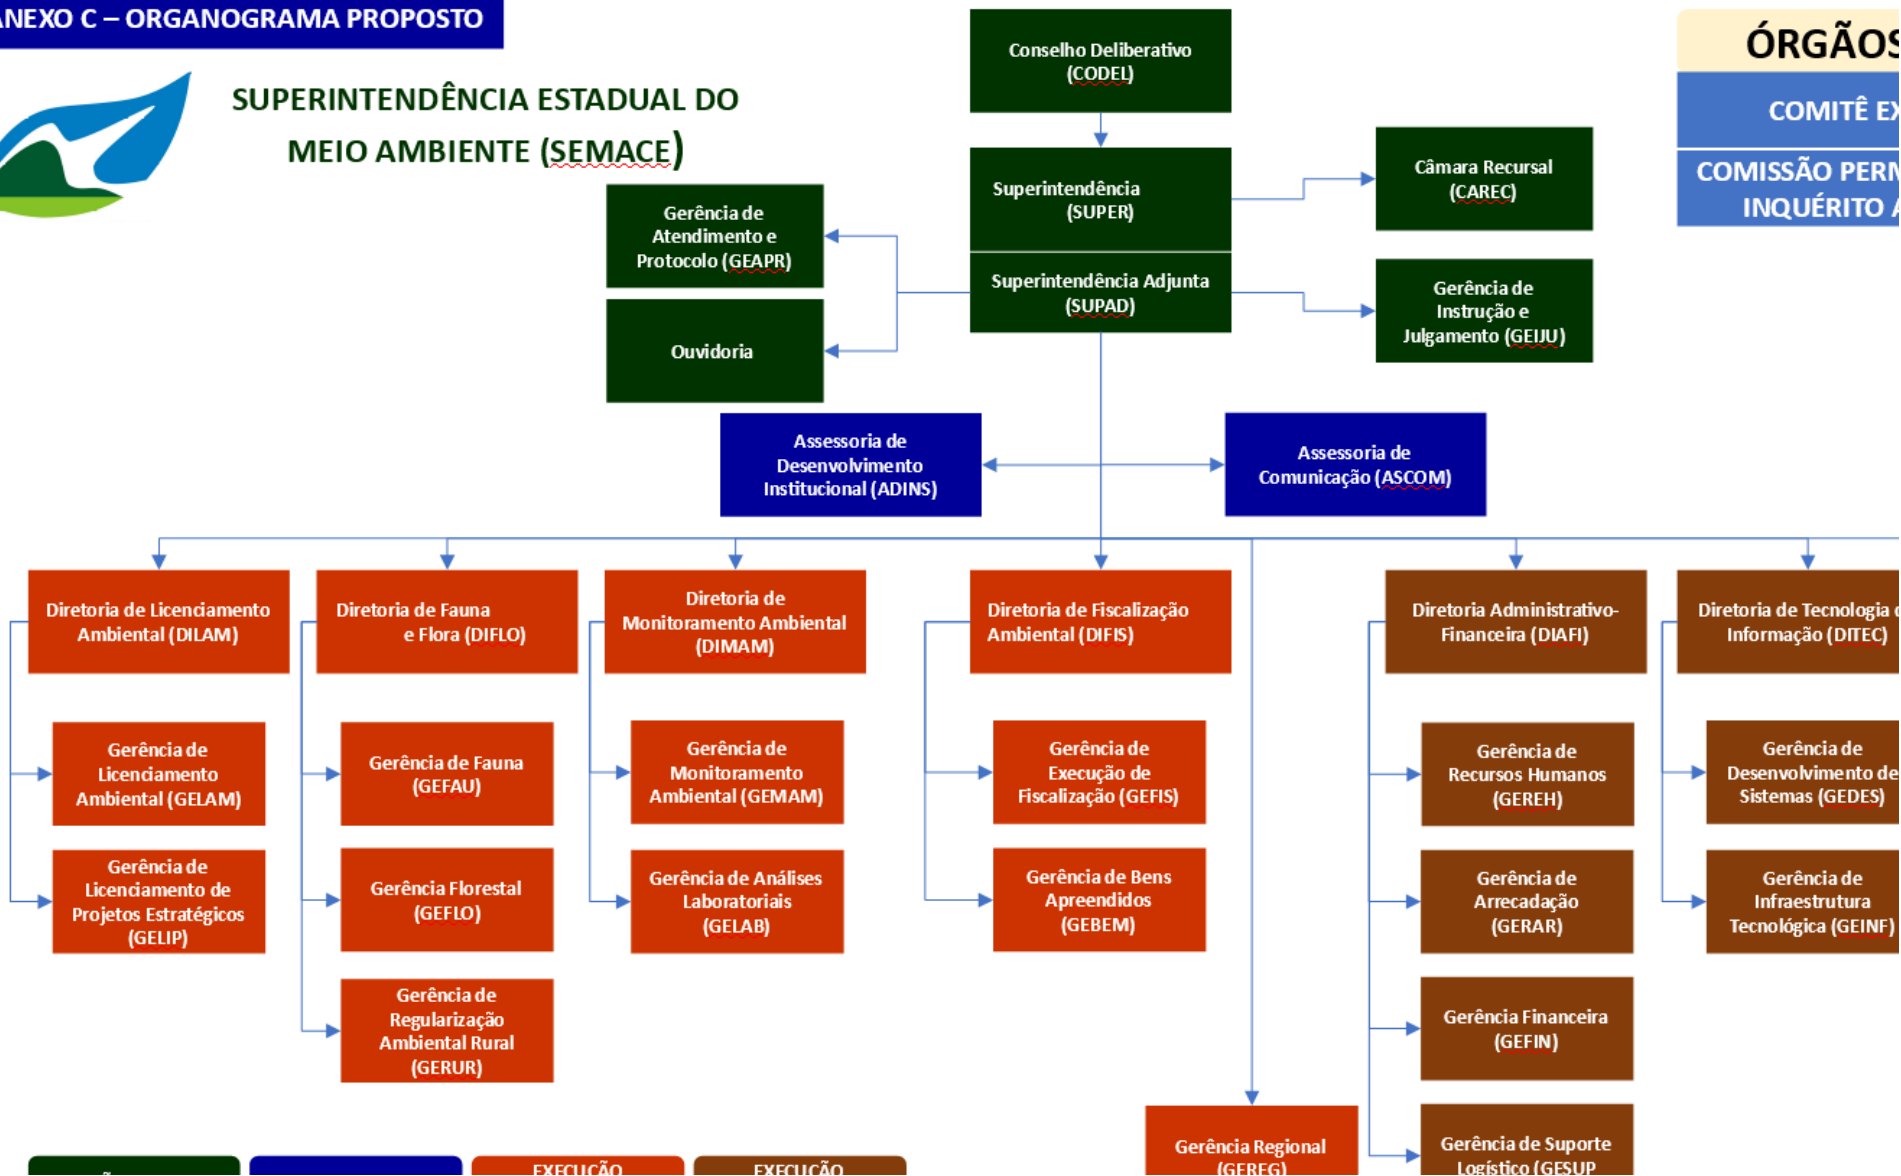 ANEXO C – ORGANOGRAMA PROPOSTO
SUPERINTENDÊNCIA ESTADUAL DO
MEIO AMBIENTE (SEMACE)
Conselho Deliberativo
(CODEL)
ÓRGÃOS
COMITÊ
COMISSÃO
INQUÉRITO
Superintendência
(SUPER)
Câmara Recursal
(CAREC)
Gerência de
Atendimento e
Protocolo (GEAPR)
Superintendência Adjunta
(SUPAD)
Gerência de
Instrução e
Julgamento (GEIJU)
Ouvidoria
Assessoria de
Desenvolvimento
Institucional (ADINS)
Assessoria de
Comunicação (ASCOM)
Diretoria de Licenciamento
Ambiental (DILAM)
Diretoria de Fauna
e Flora (DIFLO)
Diretoria de
Monitoramento Ambiental
(DIMAM)
Diretoria de Fiscalização
Ambiental (DIFIS)
Diretoria Administrativo-
Financeira (DIAFI)
Diretoria de Tecnologia
Informação (DITEC)
Gerência de
Licenciamento
Ambiental (GELAM)
Gerência de Fauna
(GEFAU)
Gerência de
Monitoramento
Ambiental (GEMAM)
Gerência de
Execução de
Fiscalização (GEFIS)
Gerência de
Recursos Humanos
(GEREH)
Gerência de
Desenvolvimento de
Sistemas (GEDES)
Gerência de
Licenciamento de
Projetos Estratégicos
(GELIP)
Gerência Florestal
(GEFLO)
Gerência de Análises
Laboratoriais
(GELAB)
Gerência de Bens
Apreendidos
(GEBEM)
Gerência de
Arrecadação
(GERAR)
Gerência de
Infraestrutura
Tecnológica (GEINF)
Gerência de
Regularização
Ambiental Rural
(GERUR)
Gerência Financeira
(GEFIN)
Gerência Regional
(GEREG)
Gerência de Suporte
Logístico (GESUP
EXECUÇÃO
EXECUÇÃO